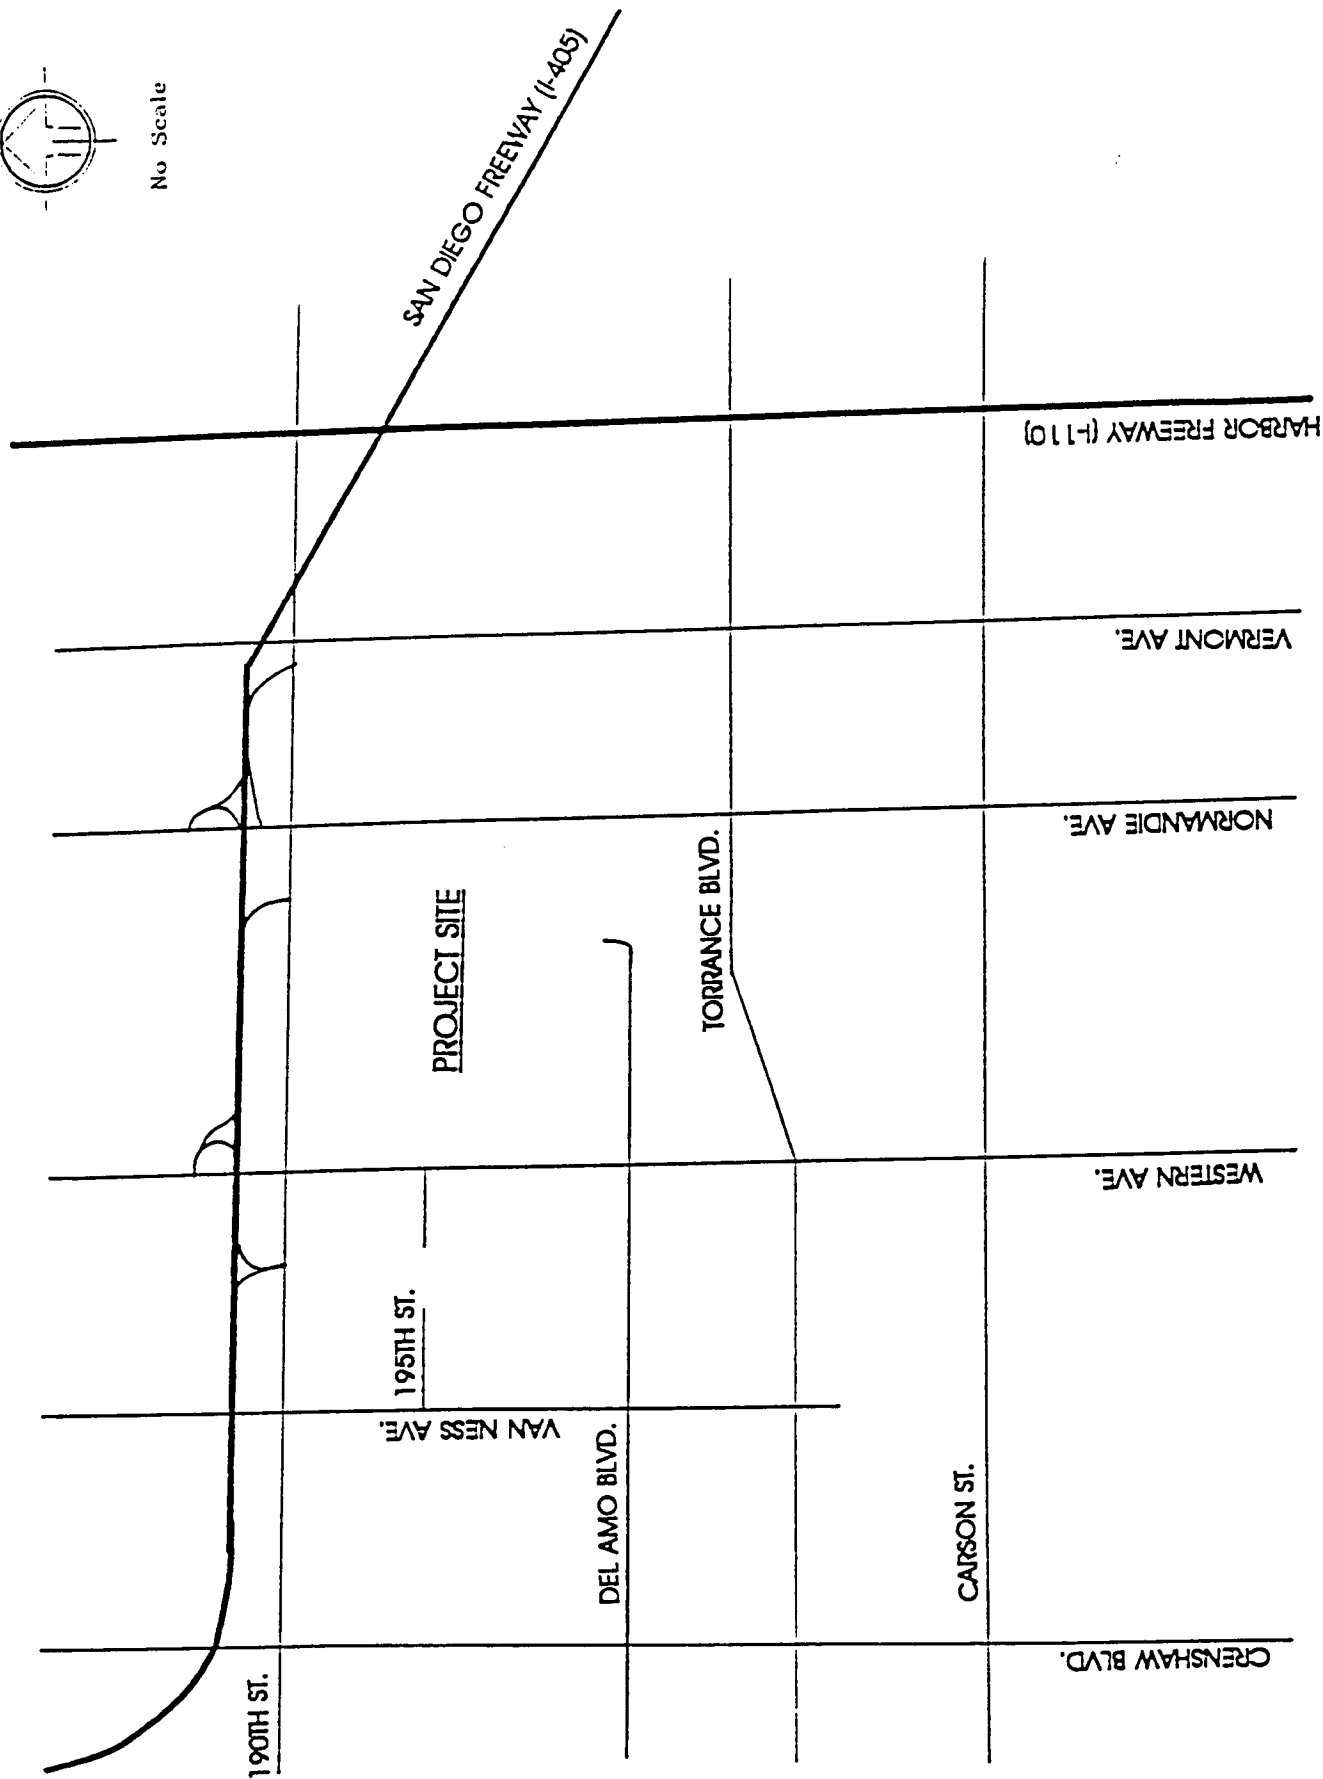 No Scale
SAN DIEGO FREEWAY (I-405)
HARBOR FREEWAY (I-110)
VERMONT AVE.
NORMANDIE AVE.
PROJECT SITE
TORRANCE BLVD.
WESTERN AVE.
195TH ST.
VAN NESS AVE.
DEL AMO BLVD.
CARSON ST.
190TH ST.
CRENSHAW BLVD.